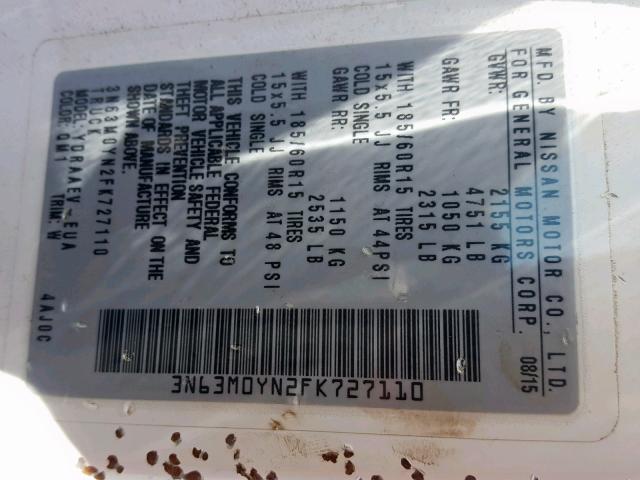 MFD. BY NISSAN MOTOR CO., LTD.
FOR GENERAL MOTORS CORP. 08/15
GVWR: 2155 KG
4751 LB
GAWR FR: 1050 KG
2315 LB
WITH 185/60R15 TIRES
15x5.5 JJ RIMS AT 44PSI
COLD SINGLE
GAWR RR: 1150 KG
2535 LB
WITH 185/60R15 TIRES
15x5.5 JJ RIMS AT 48 PSI
COLD SINGLE
THIS VEHICLE CONFORMS TO
ALL APPLICABLE FEDERAL
MOTOR VEHICLE SAFETY AND
THEFT PREVENTION
STANDARDS IN EFFECT ON THE
DATE OF MANUFACTURE
SHOWN ABOVE.
3N63M0YN2FK727110
TRUCK
MODEL: VDRAAEV-EUA
COLOR: QM1 TRIM: W
4AJ0C
3N63M0YN2FK727110